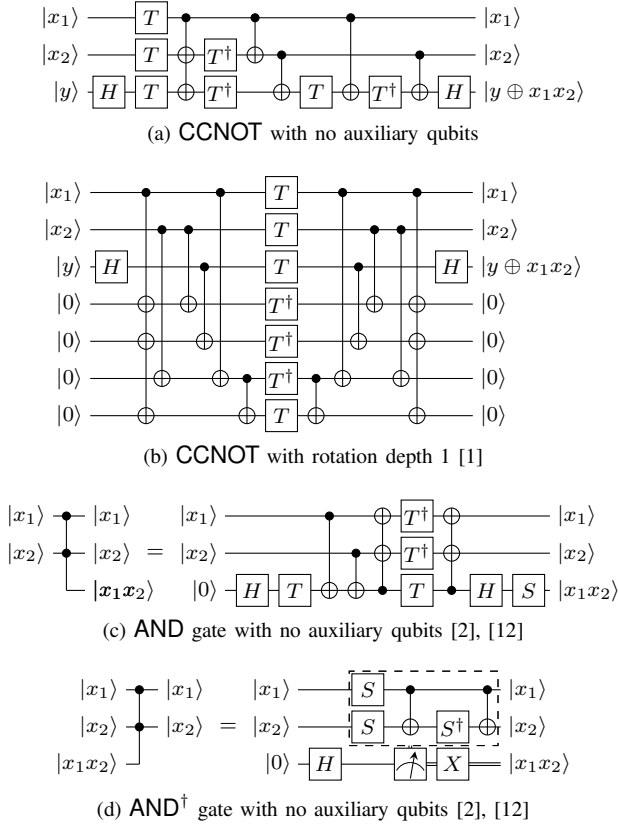 |x₁⟩ T |x₁⟩
|x₂⟩ T T† |x₂⟩
|y⟩ H T T† T T† H |y ⊕ x₁x₂⟩
(a) CCNOT with no auxiliary qubits
|x₁⟩ T |x₁⟩
|x₂⟩ T |x₂⟩
|y⟩ H T H |y ⊕ x₁x₂⟩
|0⟩ T† |0⟩
|0⟩ T† |0⟩
|0⟩ T† |0⟩
|0⟩ T |0⟩
(b) CCNOT with rotation depth 1 [1]
|x₁⟩ |x₁⟩ |x₁⟩ T† |x₁⟩
|x₂⟩ |x₂⟩ = |x₂⟩ T† |x₂⟩
|x₁x₂⟩ |0⟩ H T T H S |x₁x₂⟩
(c) AND gate with no auxiliary qubits [2], [12]
|x₁⟩ |x₁⟩ |x₁⟩ S |x₁⟩
|x₂⟩ |x₂⟩ = |x₂⟩ S S† |x₂⟩
|x₁x₂⟩ |0⟩ H X |x₁x₂⟩
(d) AND† gate with no auxiliary qubits [2], [12]